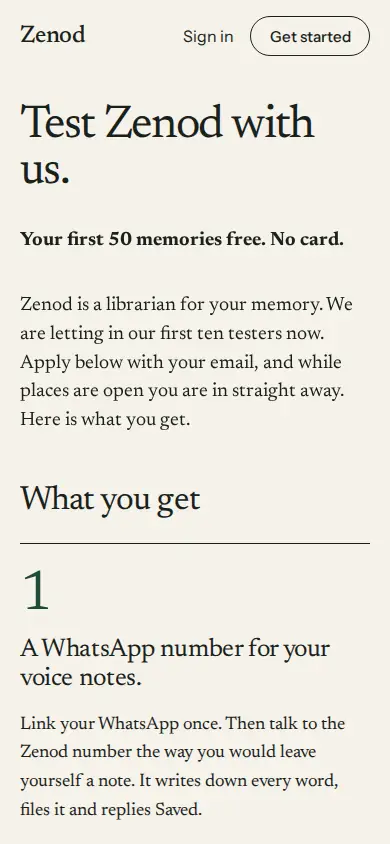 Zenod
Sign in
Get started
Test Zenod with
us.
Your first 50 memories free. No card.
Zenod is a librarian for your memory. We
are letting in our first ten testers now.
Apply below with your email, and while
places are open you are in straight away.
Here is what you get.
What you get
1
A WhatsApp number for your
voice notes.
Link your WhatsApp once. Then talk to the
Zenod number the way you would leave
yourself a note. It writes down every word,
files it and replies Saved.